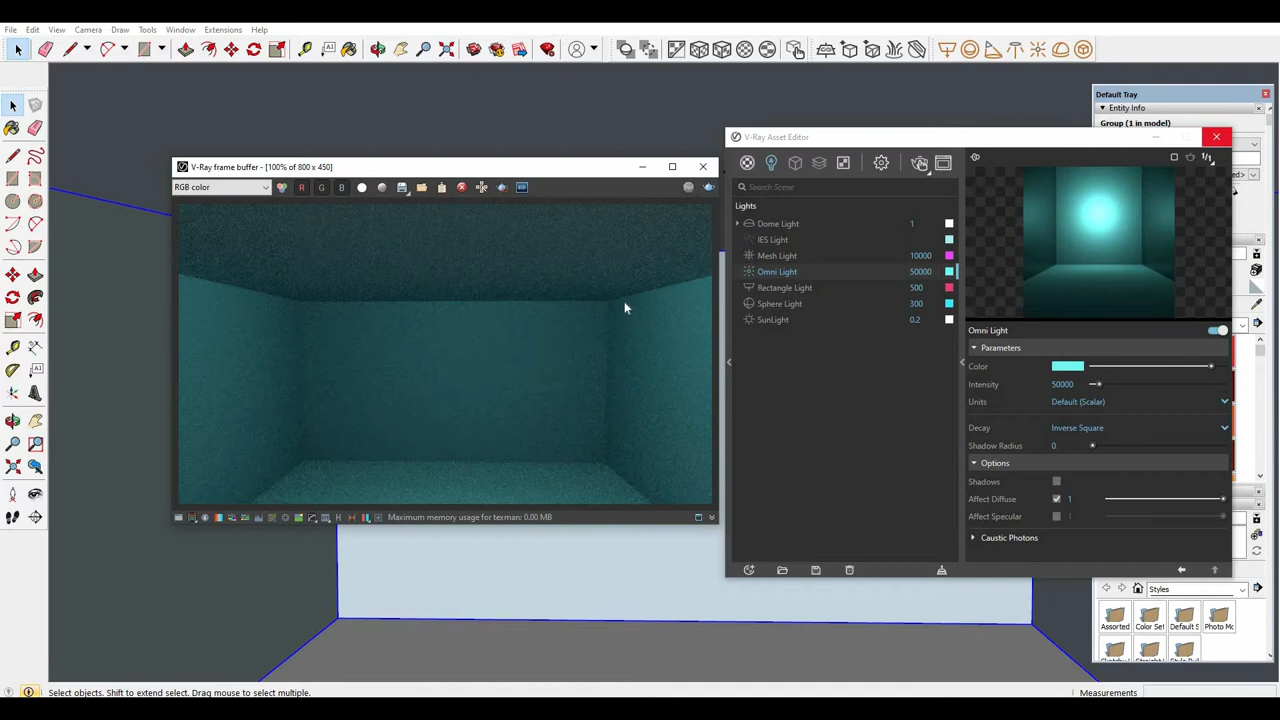 File Edit View Camera Draw Tools Window Extensions Help
Default Tray
Entity Info
Group (1 in model)
V-Ray Asset Editor
V-Ray frame buffer - [100% of 800 x 450]
RGB color
R G B
Search Scene
1/1
Lights
Dome Light 1
IES Light
Mesh Light 10000
Omni Light 50000
Rectangle Light 500
Sphere Light 300
SunLight 0.2
Omni Light
Parameters
Color
Intensity 50000
Units Default (Scalar)
Decay Inverse Square
Shadow Radius 0
Options
Shadows
Affect Diffuse 1
Affect Specular 1
Caustic Photons
Maximum memory usage for texman: 0.00 MB
Styles
Assorted Color Set Default S Photo Mo
Select objects. Shift to extend select. Drag mouse to select multiple.
Measurements